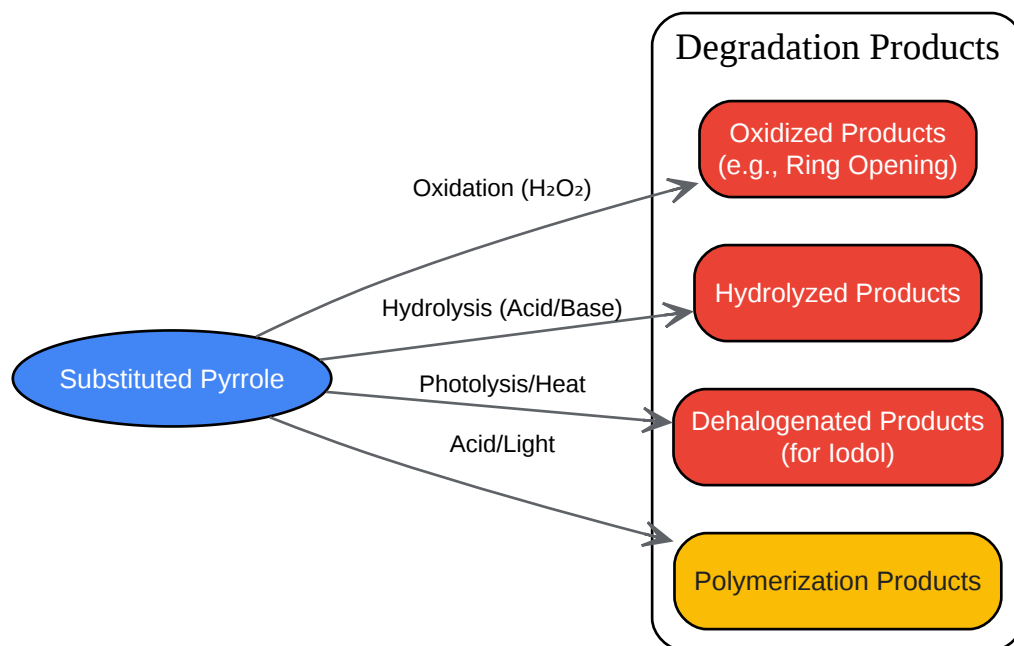 Degradation Products
Oxidized Products
(e.g., Ring Opening)
Oxidation (H₂O₂)
Hydrolyzed Products
Hydrolysis (Acid/Base)
Substituted Pyrrole
Photolysis/Heat
Dehalogenated Products
(for Iodol)
Acid/Light
Polymerization Products